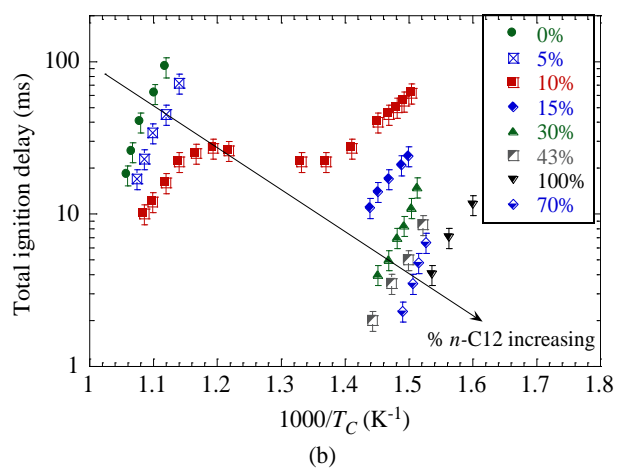 Total ignition delay (ms)
100
10
1
0%
5%
10%
15%
30%
43%
100%
70%
% n-C12 increasing
1 1.1 1.2 1.3 1.4 1.5 1.6 1.7 1.8
1000/T_C (K⁻¹)
(b)